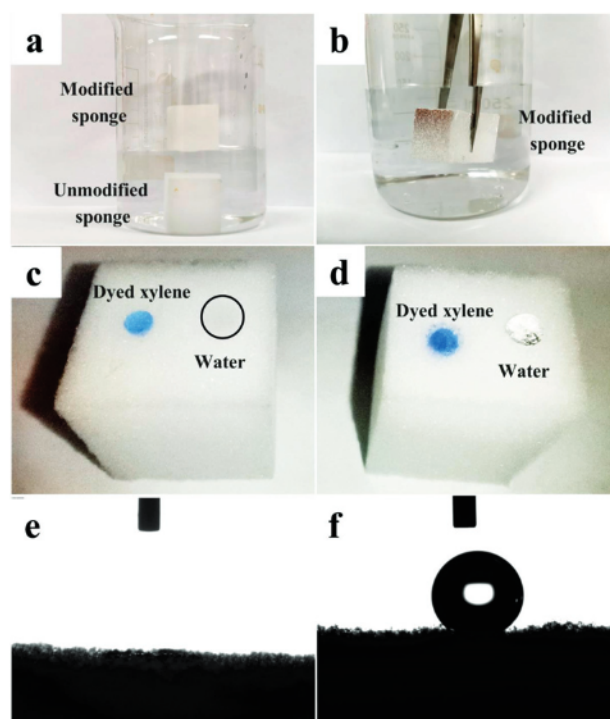 a
b
Modified
sponge
Unmodified
sponge
Modified
sponge
c
d
Dyed xylene
Water
Dyed xylene
Water
e
f